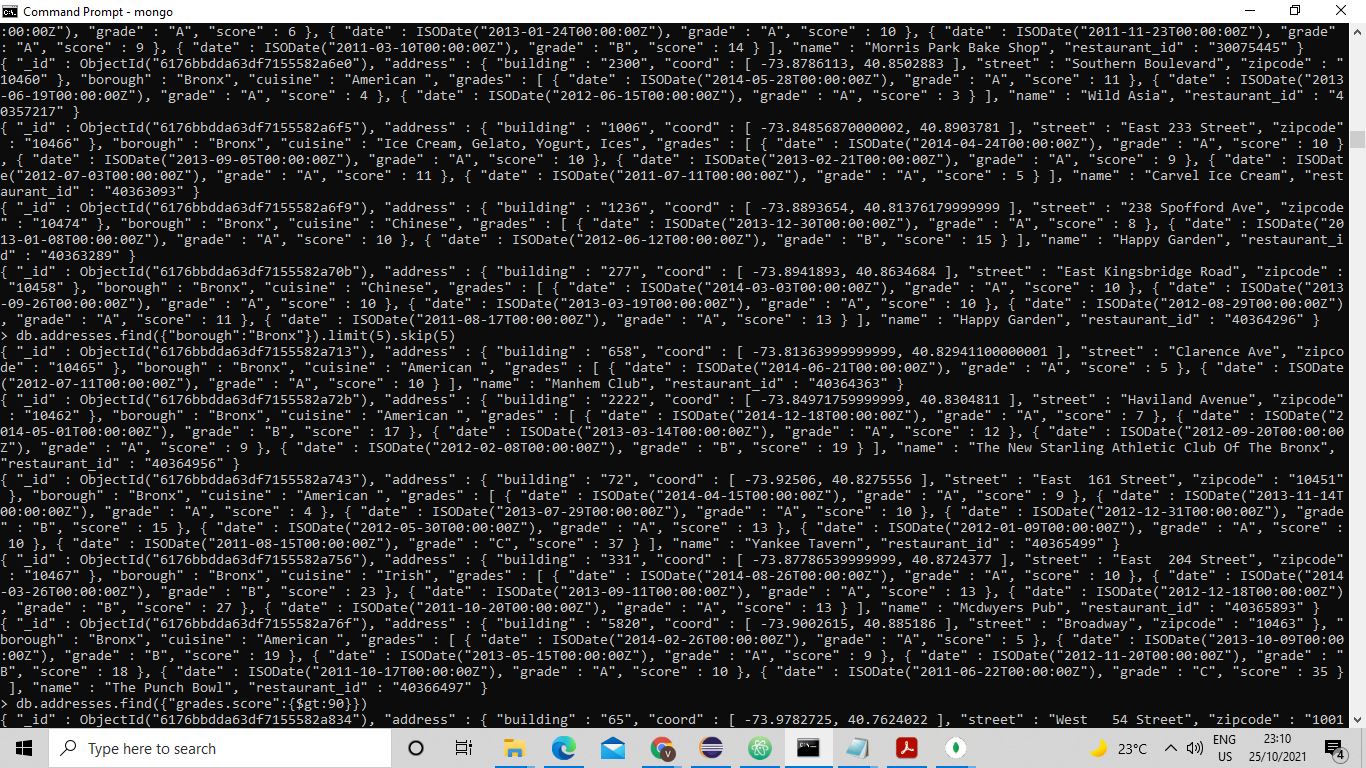 Command Prompt - mongo
:00:00Z"), "grade" : "A", "score" : 6 }, { "date" : ISODate("2013-01-24T00:00:00Z"), "grade" : "A", "score" : 10 }, { "date" : ISODate("2011-11-23T00:00:00Z"), "grade"
: "A", "score" : 9 }, { "date" : ISODate("2011-03-10T00:00:00Z"), "grade" : "B", "score" : 14 } ], "name" : "Morris Park Bake Shop", "restaurant_id" : "30075445" }
{ "_id" : ObjectId("6176bbdda63df7155582a6e0"), "address" : { "building" : "2300", "coord" : [ -73.8786113, 40.8502883 ], "street" : "Southern Boulevard", "zipcode" : "
10460" }, "borough" : "Bronx", "cuisine" : "American ", "grades" : [ { "date" : ISODate("2014-05-28T00:00:00Z"), "grade" : "A", "score" : 11 }, { "date" : ISODate("2013
-06-19T00:00:00Z"), "grade" : "A", "score" : 4 }, { "date" : ISODate("2012-06-15T00:00:00Z"), "grade" : "A", "score" : 3 } ], "name" : "Wild Asia", "restaurant_id" : "4
0357217" }
{ "_id" : ObjectId("6176bbdda63df7155582a6f5"), "address" : { "building" : "1006", "coord" : [ -73.84856870000002, 40.8903781 ], "street" : "East 233 Street", "zipcode"
: "10466" }, "borough" : "Bronx", "cuisine" : "Ice Cream, Gelato, Yogurt, Ices", "grades" : [ { "date" : ISODate("2014-04-24T00:00:00Z"), "grade" : "A", "score" : 10 }
, { "date" : ISODate("2013-09-05T00:00:00Z"), "grade" : "A", "score" : 10 }, { "date" : ISODate("2013-02-21T00:00:00Z"), "grade" : "A", "score" : 9 }, { "date" : ISODat
e("2012-07-03T00:00:00Z"), "grade" : "A", "score" : 11 }, { "date" : ISODate("2011-07-11T00:00:00Z"), "grade" : "A", "score" : 5 } ], "name" : "Carvel Ice Cream", "rest
aurant_id" : "40363093" }
{ "_id" : ObjectId("6176bbdda63df7155582a6f9"), "address" : { "building" : "1236", "coord" : [ -73.8893654, 40.81376179999999 ], "street" : "238 Spofford Ave", "zipcode
" : "10474" }, "borough" : "Bronx", "cuisine" : "Chinese", "grades" : [ { "date" : ISODate("2013-12-30T00:00:00Z"), "grade" : "A", "score" : 8 }, { "date" : ISODate("20
13-01-08T00:00:00Z"), "grade" : "A", "score" : 10 }, { "date" : ISODate("2012-06-12T00:00:00Z"), "grade" : "B", "score" : 15 } ], "name" : "Happy Garden", "restaurant_i
d" : "40363289" }
{ "_id" : ObjectId("6176bbdda63df7155582a70b"), "address" : { "building" : "277", "coord" : [ -73.8941893, 40.8634684 ], "street" : "East Kingsbridge Road", "zipcode" :
"10458" }, "borough" : "Bronx", "cuisine" : "Chinese", "grades" : [ { "date" : ISODate("2014-03-03T00:00:00Z"), "grade" : "A", "score" : 10 }, { "date" : ISODate("2013
-09-26T00:00:00Z"), "grade" : "A", "score" : 10 }, { "date" : ISODate("2013-03-19T00:00:00Z"), "grade" : "A", "score" : 10 }, { "date" : ISODate("2012-08-29T00:00:00Z")
, "grade" : "A", "score" : 11 }, { "date" : ISODate("2011-08-17T00:00:00Z"), "grade" : "A", "score" : 13 } ], "name" : "Happy Garden", "restaurant_id" : "40364296" }
> db.addresses.find({"borough":"Bronx"}).limit(5).skip(5)
{ "_id" : ObjectId("6176bbdda63df7155582a713"), "address" : { "building" : "658", "coord" : [ -73.81363999999999, 40.82941100000001 ], "street" : "Clarence Ave", "zipco
de" : "10465" }, "borough" : "Bronx", "cuisine" : "American ", "grades" : [ { "date" : ISODate("2014-06-21T00:00:00Z"), "grade" : "A", "score" : 5 }, { "date" : ISODate
("2012-07-11T00:00:00Z"), "grade" : "A", "score" : 10 } ], "name" : "Manhem Club", "restaurant_id" : "40364363" }
{ "_id" : ObjectId("6176bbdda63df7155582a72b"), "address" : { "building" : "2222", "coord" : [ -73.84971759999999, 40.8304811 ], "street" : "Haviland Avenue", "zipcode"
: "10462" }, "borough" : "Bronx", "cuisine" : "American ", "grades" : [ { "date" : ISODate("2014-12-18T00:00:00Z"), "grade" : "A", "score" : 7 }, { "date" : ISODate("2
014-05-01T00:00:00Z"), "grade" : "B", "score" : 17 }, { "date" : ISODate("2013-03-14T00:00:00Z"), "grade" : "A", "score" : 12 }, { "date" : ISODate("2012-09-20T00:00:00
Z"), "grade" : "A", "score" : 9 }, { "date" : ISODate("2012-02-08T00:00:00Z"), "grade" : "B", "score" : 19 } ], "name" : "The New Starling Athletic Club Of The Bronx",
"restaurant_id" : "40364956" }
{ "_id" : ObjectId("6176bbdda63df7155582a743"), "address" : { "building" : "72", "coord" : [ -73.92506, 40.8275556 ], "street" : "East  161 Street", "zipcode" : "10451"
}, "borough" : "Bronx", "cuisine" : "American ", "grades" : [ { "date" : ISODate("2014-04-15T00:00:00Z"), "grade" : "A", "score" : 9 }, { "date" : ISODate("2013-11-14T
00:00:00Z"), "grade" : "A", "score" : 4 }, { "date" : ISODate("2013-07-29T00:00:00Z"), "grade" : "A", "score" : 10 }, { "date" : ISODate("2012-12-31T00:00:00Z"), "grade
" : "B", "score" : 15 }, { "date" : ISODate("2012-05-30T00:00:00Z"), "grade" : "A", "score" : 13 }, { "date" : ISODate("2012-01-09T00:00:00Z"), "grade" : "A", "score" :
10 }, { "date" : ISODate("2011-08-15T00:00:00Z"), "grade" : "C", "score" : 37 } ], "name" : "Yankee Tavern", "restaurant_id" : "40365499" }
{ "_id" : ObjectId("6176bbdda63df7155582a756"), "address" : { "building" : "331", "coord" : [ -73.87786539999999, 40.8724377 ], "street" : "East  204 Street", "zipcode"
: "10467" }, "borough" : "Bronx", "cuisine" : "Irish", "grades" : [ { "date" : ISODate("2014-08-26T00:00:00Z"), "grade" : "A", "score" : 10 }, { "date" : ISODate("2014
-03-26T00:00:00Z"), "grade" : "B", "score" : 23 }, { "date" : ISODate("2013-09-11T00:00:00Z"), "grade" : "A", "score" : 13 }, { "date" : ISODate("2012-12-18T00:00:00Z")
, "grade" : "B", "score" : 27 }, { "date" : ISODate("2011-10-20T00:00:00Z"), "grade" : "A", "score" : 13 } ], "name" : "Mcdwyers Pub", "restaurant_id" : "40365893" }
{ "_id" : ObjectId("6176bbdda63df7155582a76f"), "address" : { "building" : "5820", "coord" : [ -73.9002615, 40.885186 ], "street" : "Broadway", "zipcode" : "10463" }, "
borough" : "Bronx", "cuisine" : "American ", "grades" : [ { "date" : ISODate("2014-02-26T00:00:00Z"), "grade" : "A", "score" : 5 }, { "date" : ISODate("2013-10-09T00:00
:00Z"), "grade" : "B", "score" : 19 }, { "date" : ISODate("2013-05-15T00:00:00Z"), "grade" : "A", "score" : 9 }, { "date" : ISODate("2012-11-20T00:00:00Z"), "grade" : "
B", "score" : 18 }, { "date" : ISODate("2011-10-17T00:00:00Z"), "grade" : "A", "score" : 10 }, { "date" : ISODate("2011-06-22T00:00:00Z"), "grade" : "C", "score" : 35 }
], "name" : "The Punch Bowl", "restaurant_id" : "40366497" }
> db.addresses.find({"grades.score":{$gt:90}})
{ "_id" : ObjectId("6176bbdda63df7155582a834"), "address" : { "building" : "65", "coord" : [ -73.9782725, 40.7624022 ], "street" : "West   54 Street", "zipcode" : "1001
Type here to search
V
23°C
ENG
US
23:10
25/10/2021
4